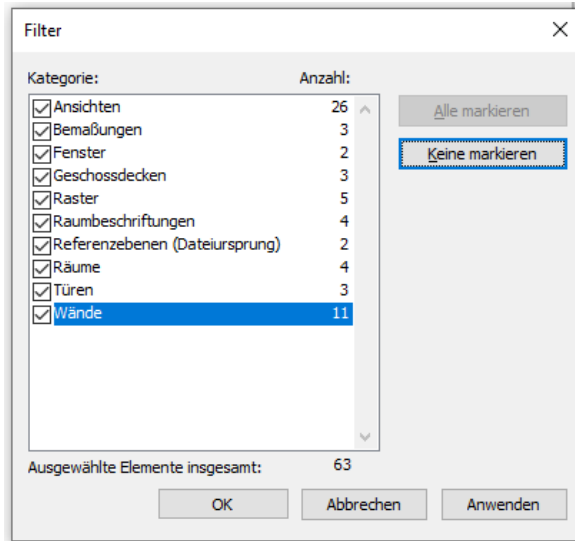 Filter
Kategorie: Anzahl:
Ansichten 26
Bemaßungen 3
Fenster 2
Geschossdecken 3
Raster 5
Raumbeschriftungen 4
Referenzebenen (Dateiursprung) 2
Räume 4
Türen 3
Wände 11
Alle markieren
Keine markieren
Ausgewählte Elemente insgesamt: 63
OK Abbrechen Anwenden